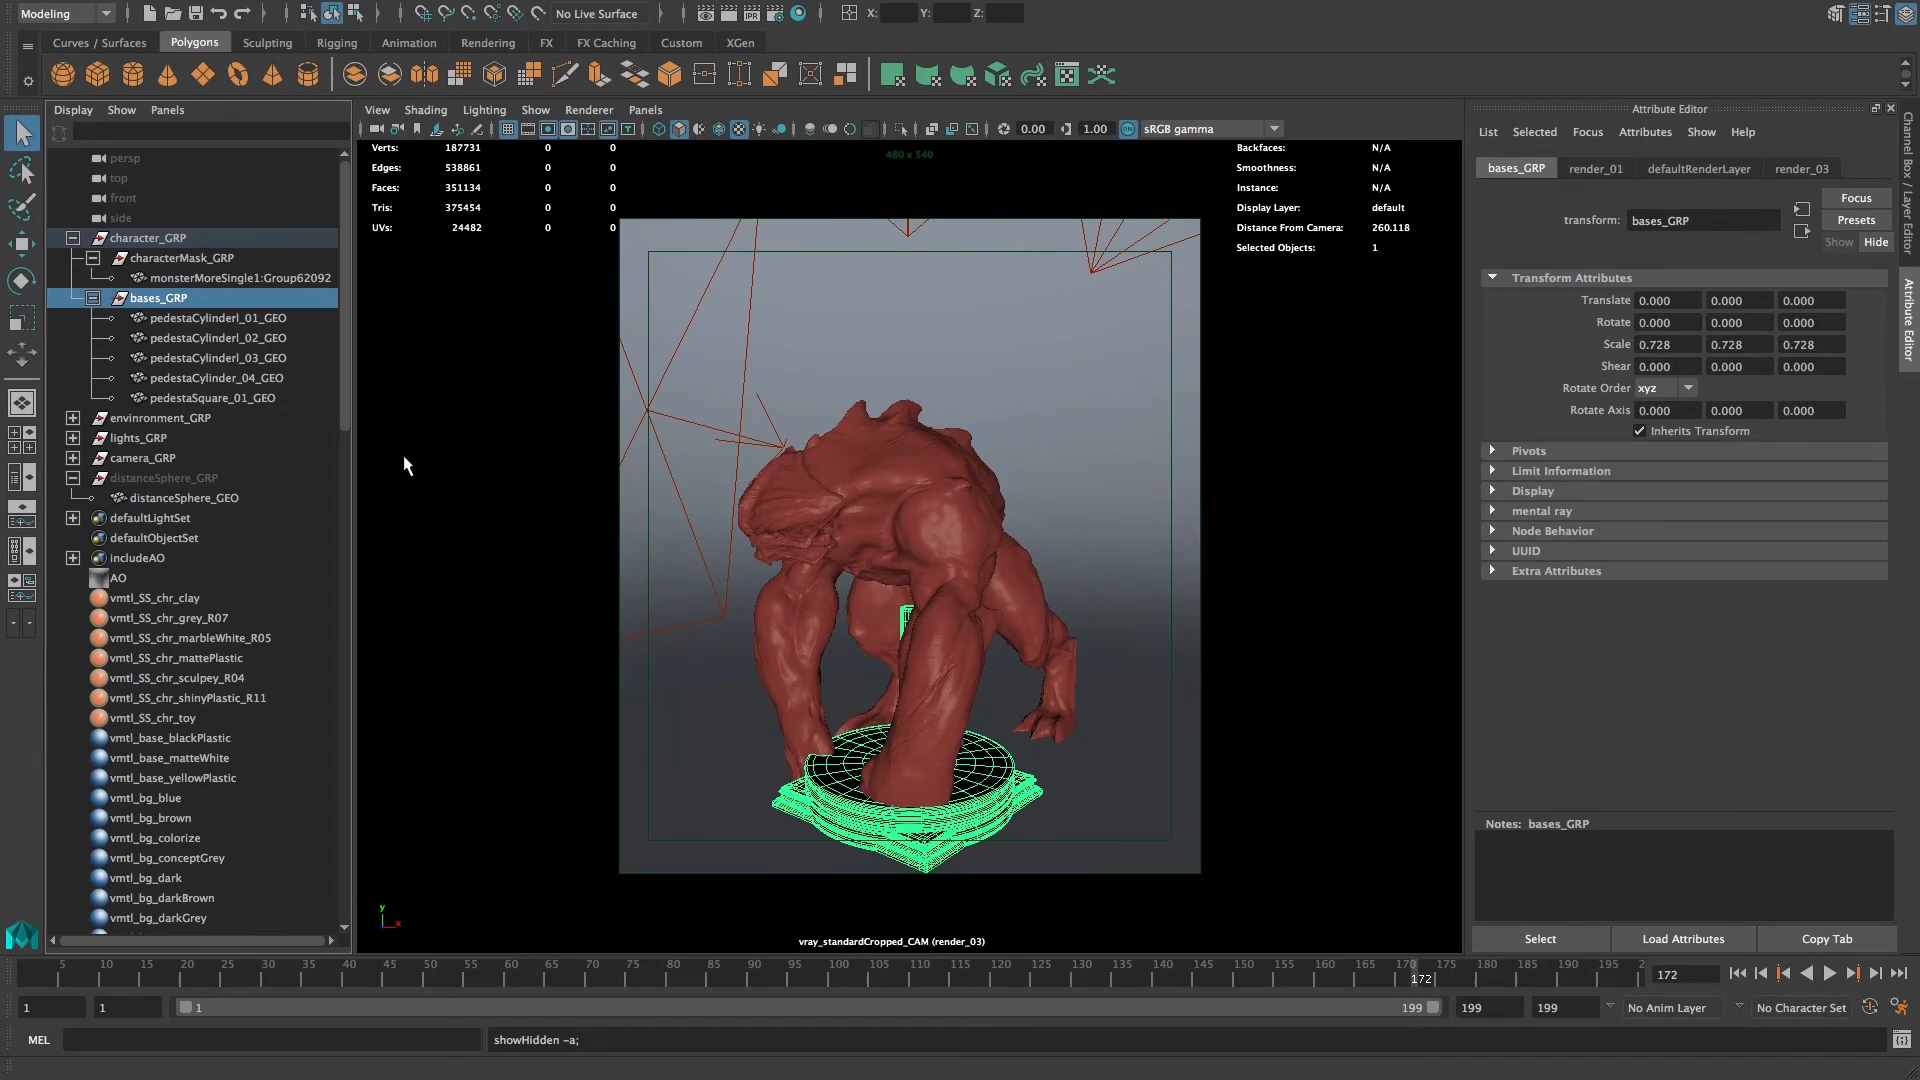 Modeling
No Live Surface
X:
Y:
Z:
Curves / Surfaces Polygons Sculpting Rigging Animation Rendering FX FX Caching Custom XGen
Display Show Panels
persp
top
front
side
character_GRP
characterMask_GRP
monsterMoreSingle1:Group62092
bases_GRP
pedestaCylinderl_01_GEO
pedestaCylinderl_02_GEO
pedestaCylinderl_03_GEO
pedestaCylinder_04_GEO
pedestaSquare_01_GEO
envinronment_GRP
lights_GRP
camera_GRP
distanceSphere_GRP
distanceSphere_GEO
defaultLightSet
defaultObjectSet
includeAO
AO
vmtl_SS_chr_clay
vmtl_SS_chr_grey_R07
vmtl_SS_chr_marbleWhite_R05
vmtl_SS_chr_mattePlastic
vmtl_SS_chr_sculpey_R04
vmtl_SS_chr_shinyPlastic_R11
vmtl_SS_chr_toy
vmtl_base_blackPlastic
vmtl_base_matteWhite
vmtl_base_yellowPlastic
vmtl_bg_blue
vmtl_bg_brown
vmtl_bg_colorize
vmtl_bg_conceptGrey
vmtl_bg_dark
vmtl_bg_darkBrown
vmtl_bg_darkGrey
View Shading Lighting Show Renderer Panels
0.00 1.00 ON sRGB gamma
Verts: 187731 0 0
Edges: 538861 0 0
Faces: 351134 0 0
Tris: 375454 0 0
UVs: 24482 0 0
480 x 540
Backfaces: N/A
Smoothness: N/A
Instance: N/A
Display Layer: default
Distance From Camera: 260.118
Selected Objects: 1
y
x
vray_standardCropped_CAM (render_03)
Attribute Editor
List Selected Focus Attributes Show Help
bases_GRP render_01 defaultRenderLayer render_03
transform: bases_GRP
Focus
Presets
Show Hide
Transform Attributes
Translate 0.000 0.000 0.000
Rotate 0.000 0.000 0.000
Scale 0.728 0.728 0.728
Shear 0.000 0.000 0.000
Rotate Order xyz
Rotate Axis 0.000 0.000 0.000
Inherits Transform
Pivots
Limit Information
Display
mental ray
Node Behavior
UUID
Extra Attributes
Notes: bases_GRP
Select Load Attributes Copy Tab
Channel Box / Layer Editor
Attribute Editor
5 10 15 20 25 30 35 40 45 50 55 60 65 70 75 80 85 90 95 100 105 110 115 120 125 130 135 140 145 150 155 160 165 170 175 180 185 190 195 2
172
172
1 1 1 199 199 199 No Anim Layer No Character Set
MEL showHidden -a;